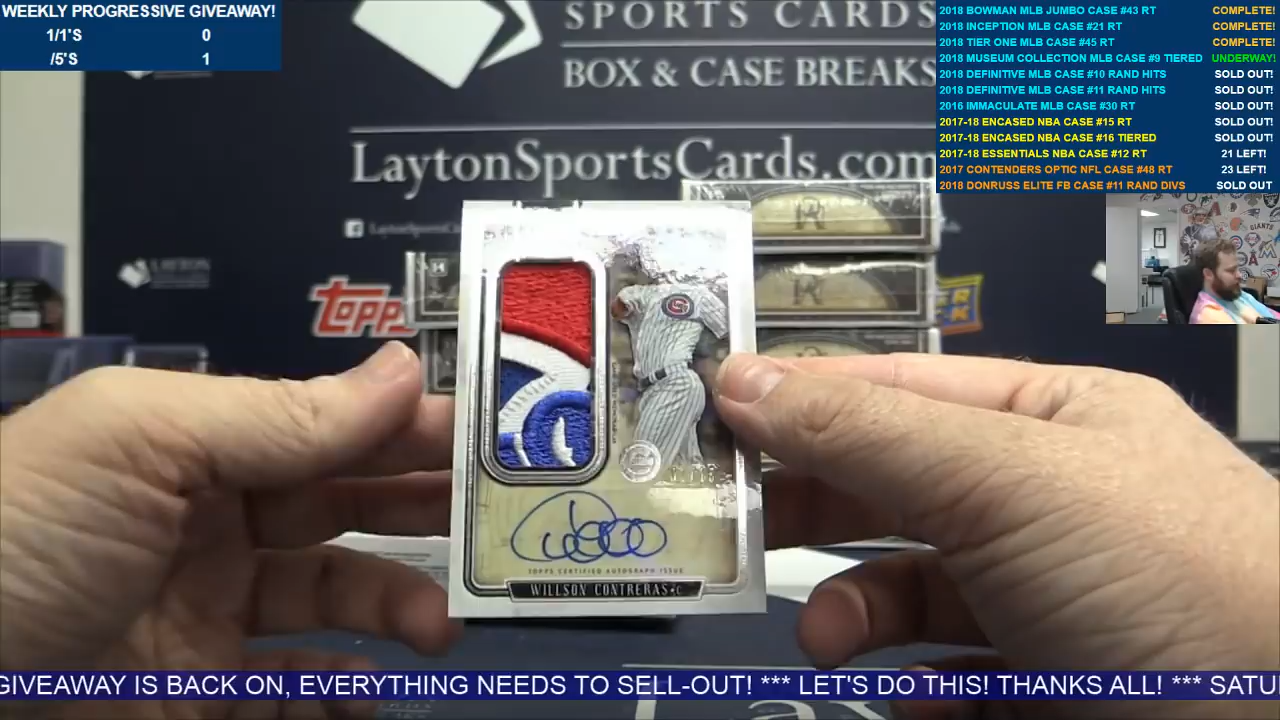 WEEKLY PROGRESSIVE GIVEAWAY!
1/1'S 0
/5'S 1
2018 BOWMAN MLB JUMBO CASE #43 RT COMPLETE!
2018 INCEPTION MLB CASE #21 RT COMPLETE!
2018 TIER ONE MLB CASE #45 RT COMPLETE!
2018 MUSEUM COLLECTION MLB CASE #9 TIERED UNDERWAY!
2018 DEFINITIVE MLB CASE #10 RAND HITS SOLD OUT!
2018 DEFINITIVE MLB CASE #11 RAND HITS SOLD OUT!
2016 IMMACULATE MLB CASE #30 RT SOLD OUT!
2017-18 ENCASED NBA CASE #15 RT SOLD OUT!
2017-18 ENCASED NBA CASE #16 TIERED SOLD OUT!
2017-18 ESSENTIALS NBA CASE #12 RT 21 LEFT!
2017 CONTENDERS OPTIC NFL CASE #48 RT 23 LEFT!
2018 DONRUSS ELITE FB CASE #11 RAND DIVS SOLD OUT
SPORTS CARDS
BOX & CASE BREAKS
LaytonSportsCards.com
LaytonSportsCar
LAYTON
TOPPS
GIANTS
TOPPS CERTIFIED AUTOGRAPH ISSUE
WILLSON CONTRERAS • C
GIVEAWAY IS BACK ON, EVERYTHING NEEDS TO SELL-OUT! *** LET'S DO THIS! THANKS ALL! *** SATU